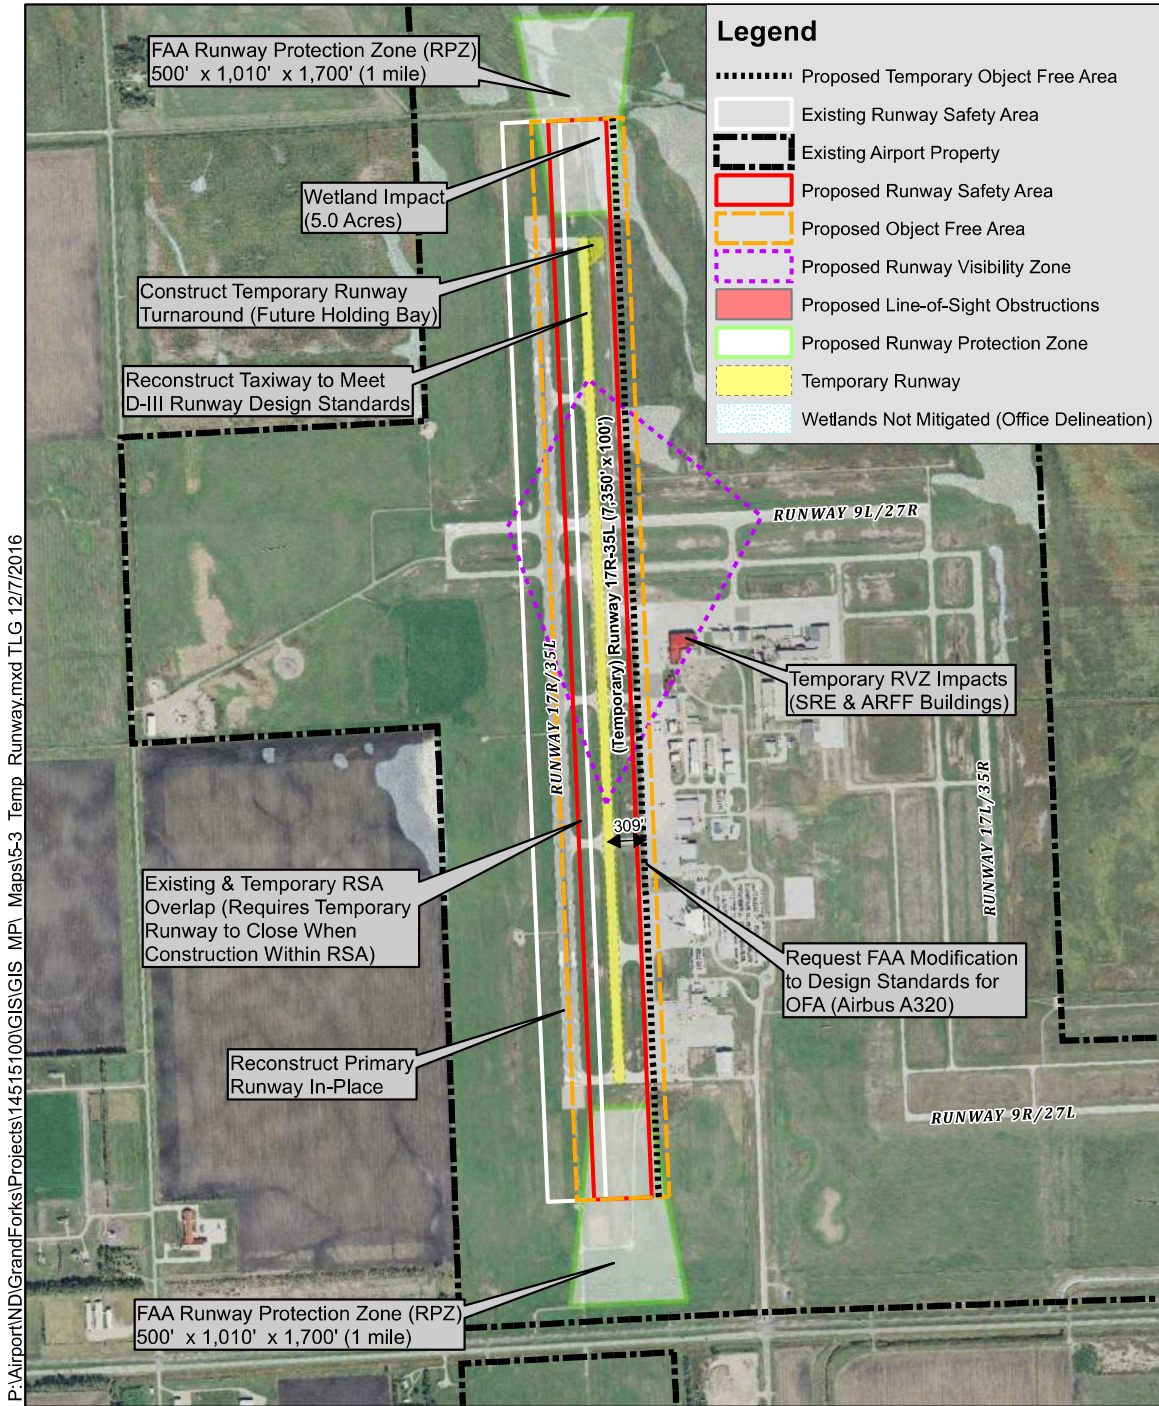 FAA Runway Protection Zone (RPZ)
500' x 1,010' x 1,700' (1 mile)
Legend
Proposed Temporary Object Free Area
Existing Runway Safety Area
Existing Airport Property
Proposed Runway Safety Area
Proposed Object Free Area
Proposed Runway Visibility Zone
Proposed Line-of-Sight Obstructions
Proposed Runway Protection Zone
Temporary Runway
Wetlands Not Mitigated (Office Delineation)
Wetland Impact
(5.0 Acres)
Construct Temporary Runway
Turnaround (Future Holding Bay)
Reconstruct Taxiway to Meet
D-III Runway Design Standards
(Temporary) Runway 17R-35L (7,350' x 100')
RUNWAY 9L/27R
RUNWAY 17R/35L
Temporary RVZ Impacts
(SRE & ARFF Buildings)
RUNWAY 17L/35R
309'
Existing & Temporary RSA
Overlap (Requires Temporary
Runway to Close When
Construction Within RSA)
Request FAA Modification
to Design Standards for
OFA (Airbus A320)
Reconstruct Primary
Runway In-Place
RUNWAY 9R/27L
FAA Runway Protection Zone (RPZ)
500' x 1,010' x 1,700' (1 mile)
P:\Airport\ND\GrandForks\Projects\14515100\GIS\GIS_MP\_Maps\5-3_Temp_Runway.mxd TLG 12/7/2016